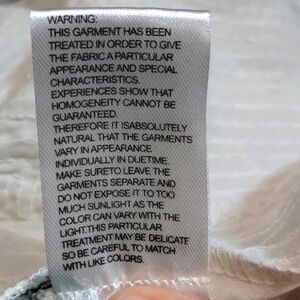 WARNING:
THIS GARMENT HAS BEEN
TREATED IN ORDER TO GIVE
THE FABRIC A PARTICULAR
APPEARANCE AND SPECIAL
CHARACTERISTICS.
EXPERIENCES SHOW THAT
HOMOGENEITY CANNOT BE
GUARANTEED.
THEREFORE IT ISABSOLUTELY
NATURAL THAT THE GARMENTS
VARY IN APPEARANCE
INDIVIDUALLY IN DUETIME.
MAKE SURETO LEAVE THE
GARMENTS SEPARATE AND
DO NOT EXPOSE IT TO TOO
MUCH SUNLIGHT AS THE
COLOR CAN VARY WITH THE
LIGHT.THIS PARTICULAR
TREATMENT MAY BE DELICATE
SO BE CAREFUL TO MATCH
WITH LIKE COLORS.